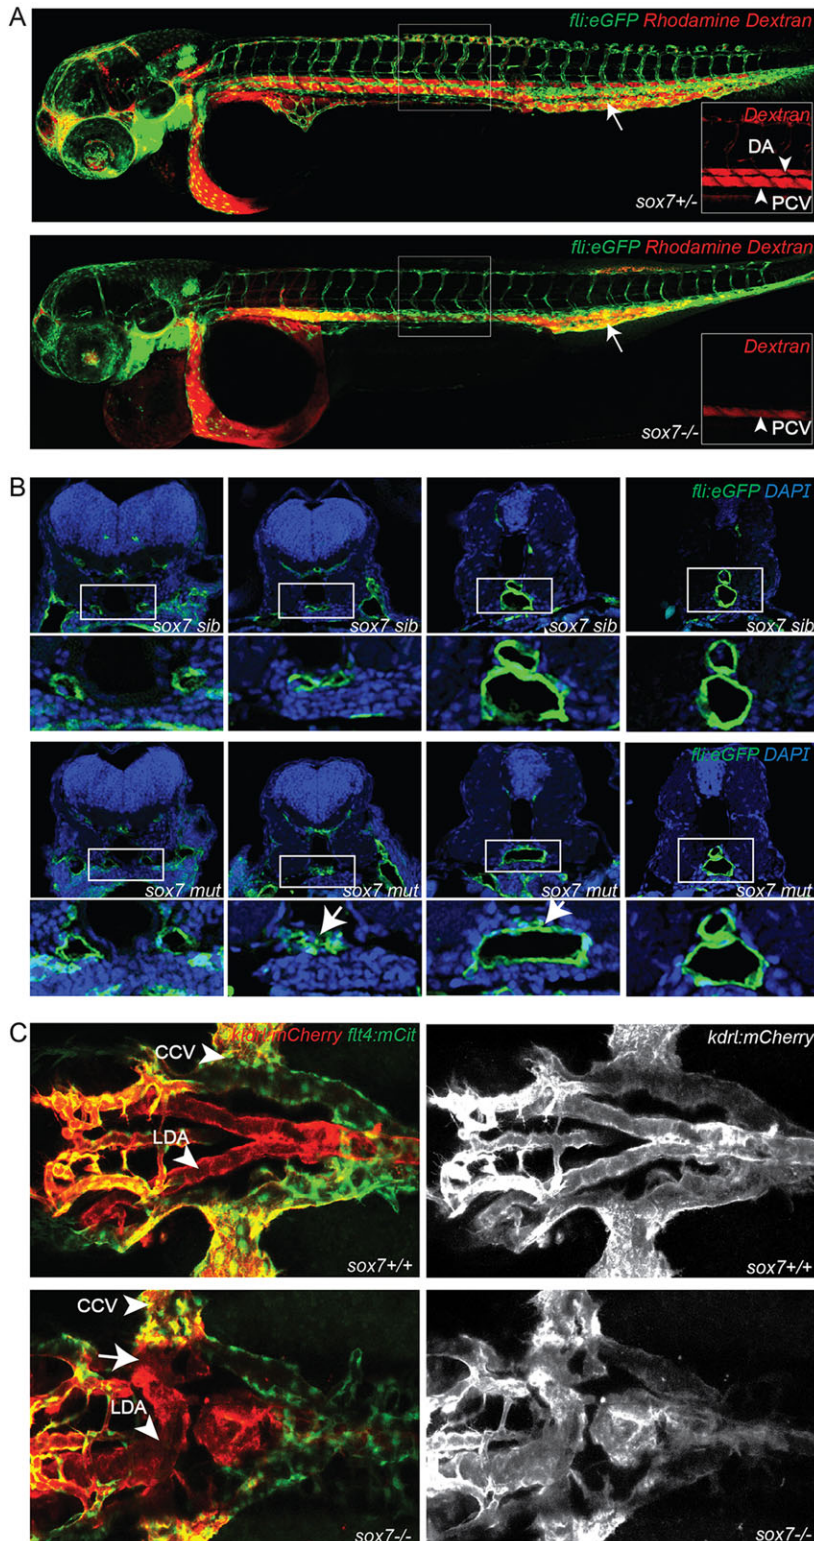 A
fli:eGFP Rhodamine Dextran
Dextran
DA
PCV
sox7+/-
fli:eGFP Rhodamine Dextran
Dextran
PCV
sox7-/-
B
fli:eGFP DAPI
sox7 sib
sox7 sib
sox7 sib
sox7 sib
fli:eGFP DAPI
sox7 mut
sox7 mut
sox7 mut
sox7 mut
C
kdrl:mCherry flt4:mCit
CCV
LDA
sox7+/+
kdrl:mCherry
CCV
LDA
sox7-/-
sox7-/-